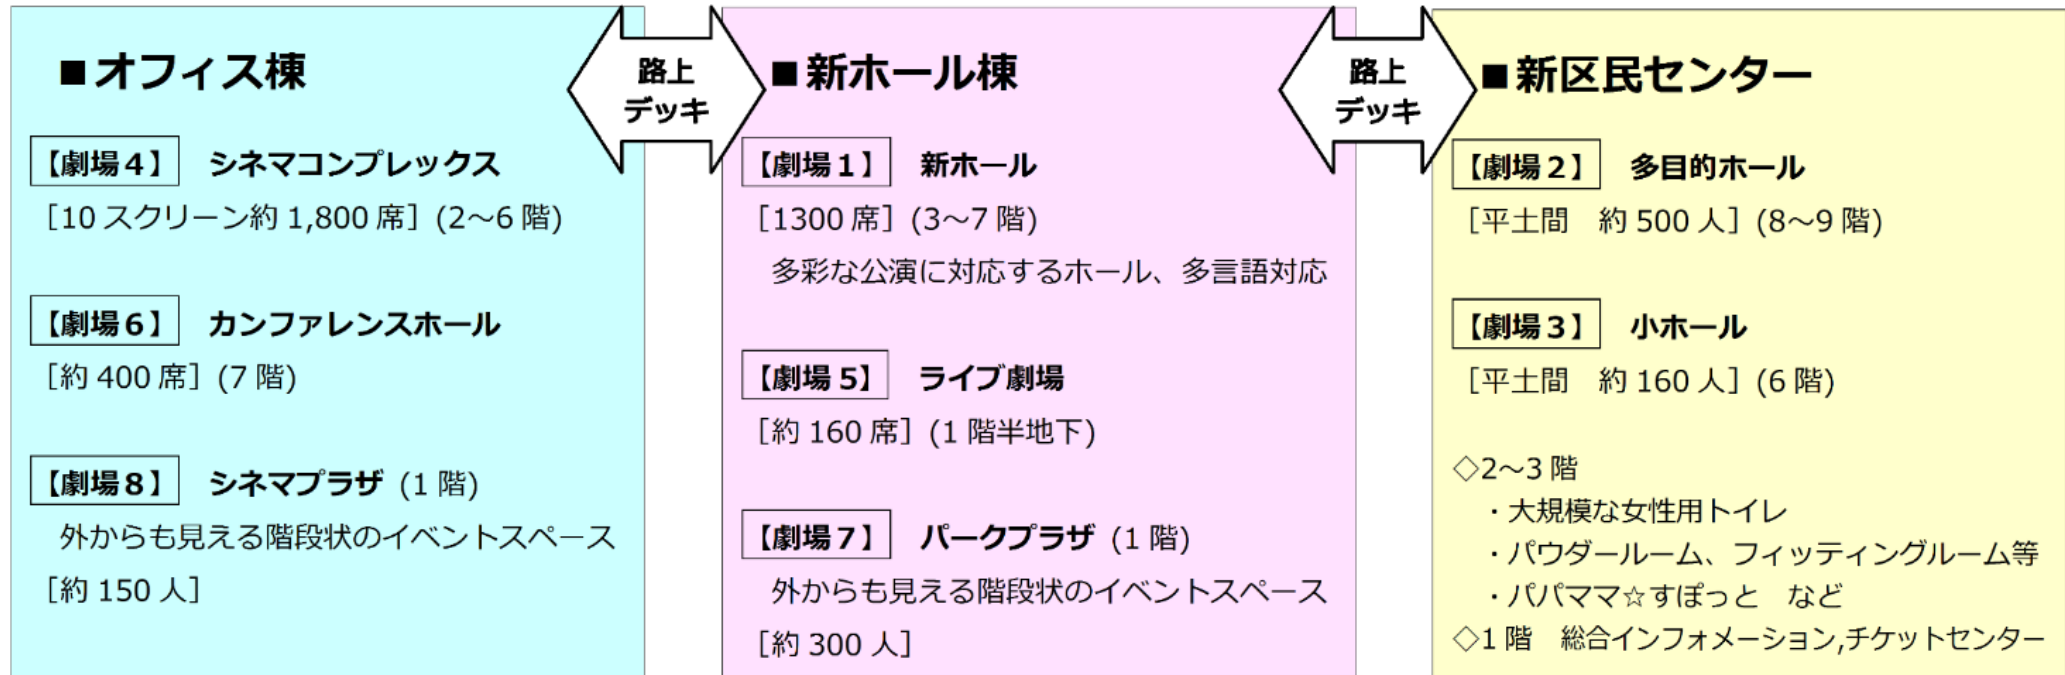 ■オフィス棟
【劇場4】 シネマコンプレックス
[10 スクリーン約 1,800 席] (2～6 階)
【劇場6】 カンファレンスホール
[約 400 席] (7 階)
【劇場8】 シネマプラザ (1 階)
外からも見える階段状のイベントスペース
[約 150 人]
路上
デッキ
■新ホール棟
【劇場1】 新ホール
[1300 席] (3～7 階)
多彩な公演に対応するホール、多言語対応
【劇場5】 ライブ劇場
[約 160 席] (1 階半地下)
【劇場7】 パークプラザ (1 階)
外からも見える階段状のイベントスペース
[約 300 人]
路上
デッキ
■新区民センター
【劇場2】 多目的ホール
[平土間 約 500 人] (8～9 階)
【劇場3】 小ホール
[平土間 約 160 人] (6 階)
◇2～3 階
・大規模な女性用トイレ
・パウダールーム、フィッティングルーム等
・パパママ☆すぽっと など
◇1 階 総合インフォメーション,チケットセンター